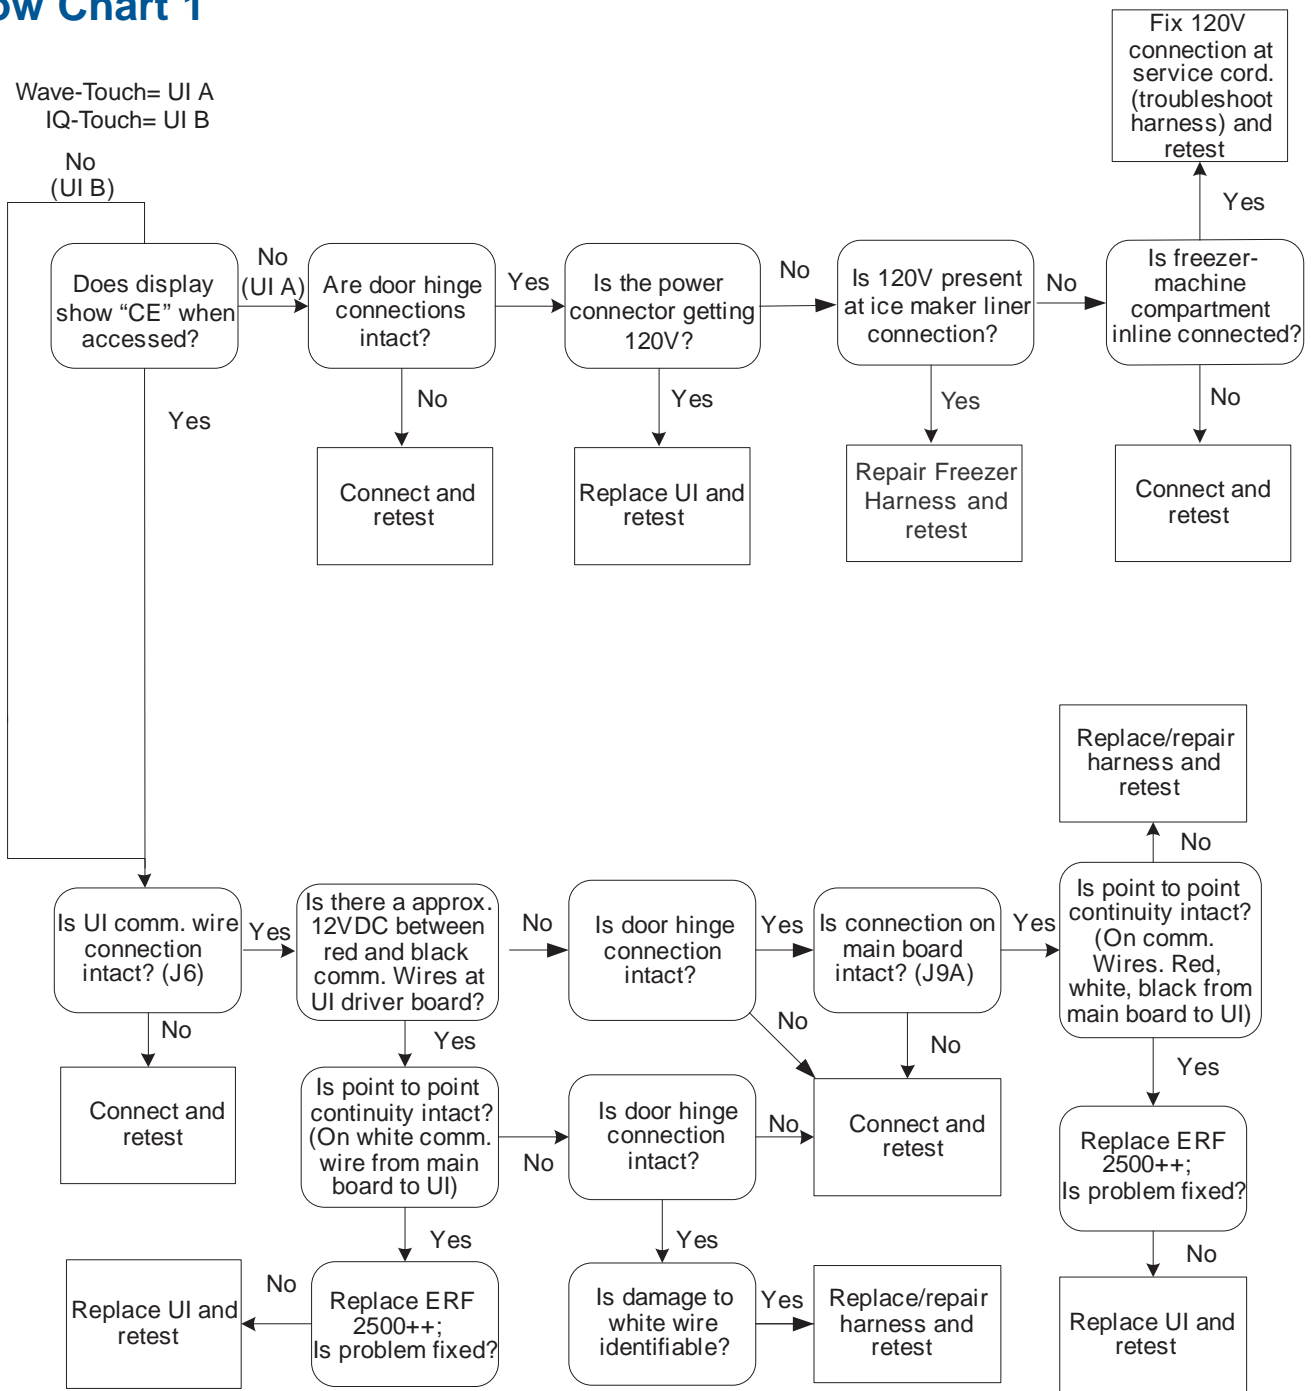 ow Chart 1
Wave-Touch= UI A
IQ-Touch= UI B
No
(UI B)
Fix 120V
connection at
service cord.
(troubleshoot
harness) and
retest
Yes
Does display
show “CE” when
accessed?
No
(UI A)
Are door hinge
connections
intact?
Yes
Is the power
connector getting
120V?
No
Is 120V present
at ice maker liner
connection?
No
Is freezer-
machine
compartment
inline connected?
Yes
No
Yes
Yes
No
Connect and
retest
Replace UI and
retest
Repair Freezer
Harness and
retest
Connect and
retest
Replace/repair
harness and
retest
No
Is UI comm. wire
connection
intact? (J6)
Yes
Is there a approx.
12VDC between
red and black
comm. Wires at
UI driver board?
No
Is door hinge
connection
intact?
Yes
Is connection on
main board
intact? (J9A)
Yes
Is point to point
continuity intact?
(On comm.
Wires. Red,
white, black from
main board to UI)
No
Yes
No
No
Yes
Connect and
retest
Is point to point
continuity intact?
(On white comm.
wire from main
board to UI)
No
Is door hinge
connection
intact?
No
Connect and
retest
Replace ERF
2500++;
Is problem fixed?
Yes
Yes
No
Replace UI and
retest
No
Replace ERF
2500++;
Is problem fixed?
Is damage to
white wire
identifiable?
Yes
Replace/repair
harness and
retest
Replace UI and
retest